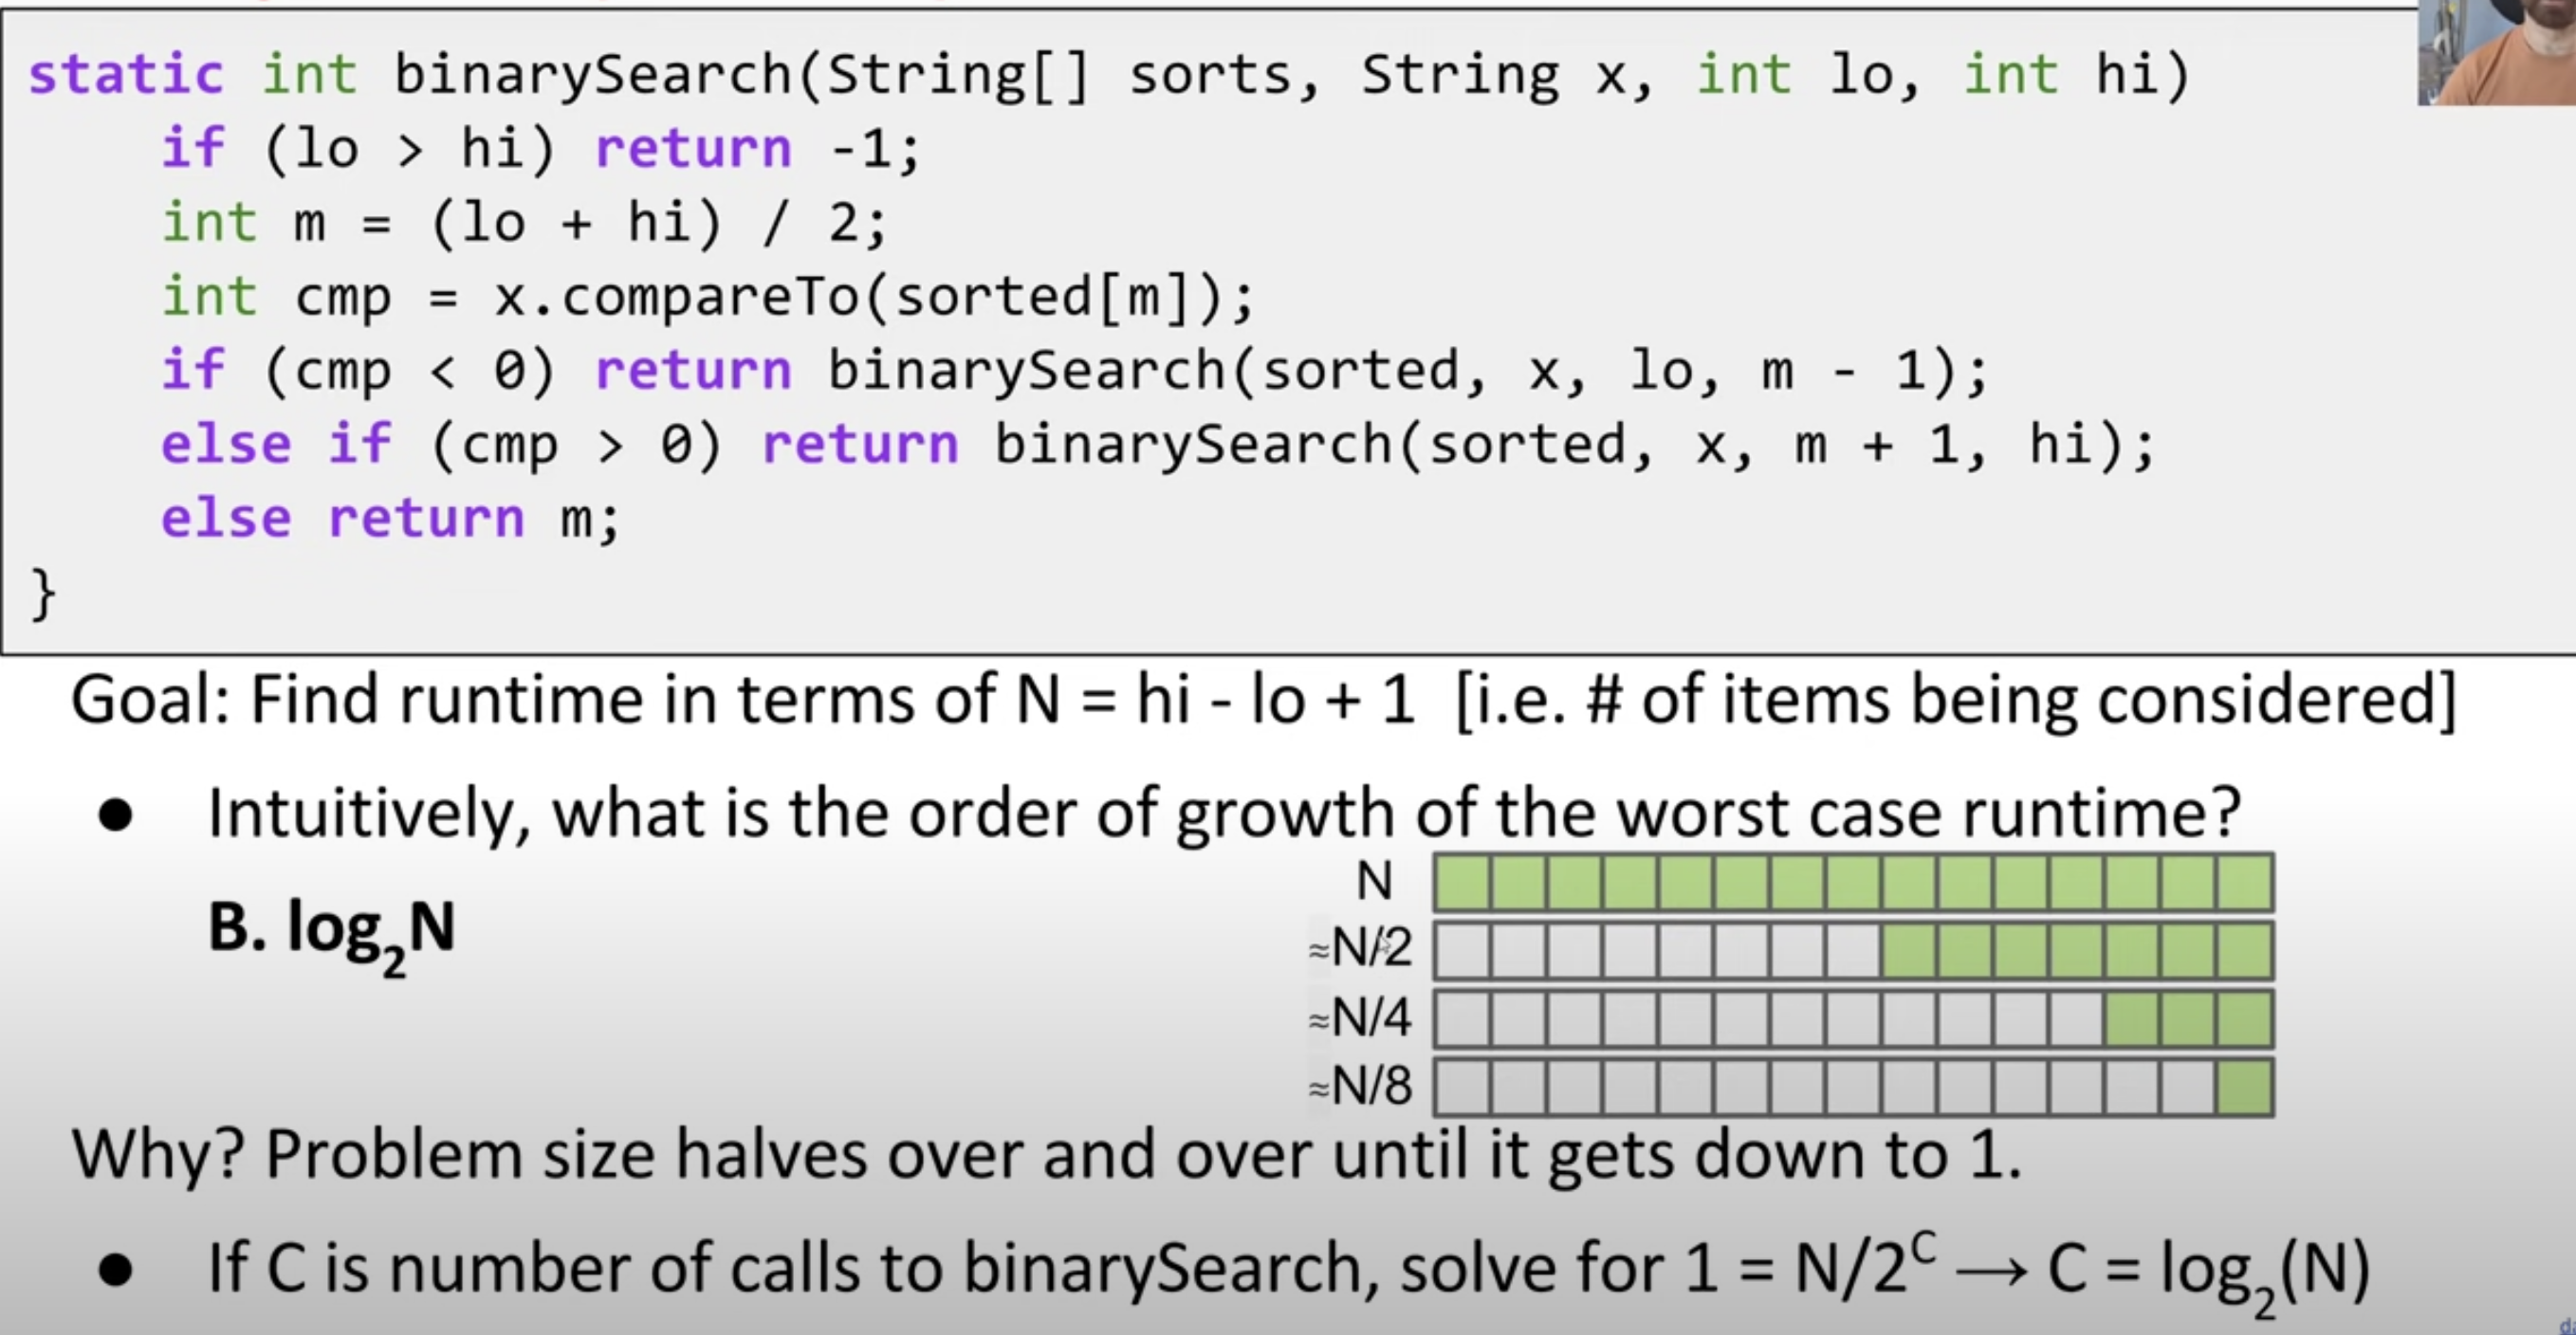 static int binarySearch(String[] sorts, String x, int lo, int hi)
    if (lo > hi) return -1;
    int m = (lo + hi) / 2;
    int cmp = x.compareTo(sorted[m]);
    if (cmp < 0) return binarySearch(sorted, x, lo, m - 1);
    else if (cmp > 0) return binarySearch(sorted, x, m + 1, hi);
    else return m;
}
Goal: Find runtime in terms of N = hi - lo + 1 [i.e. # of items being considered]
● Intuitively, what is the order of growth of the worst case runtime?
N
B. log₂N
≈N/2
≈N/4
≈N/8
Why? Problem size halves over and over until it gets down to 1.
● If C is number of calls to binarySearch, solve for 1 = N/2ᶜ → C = log₂(N)